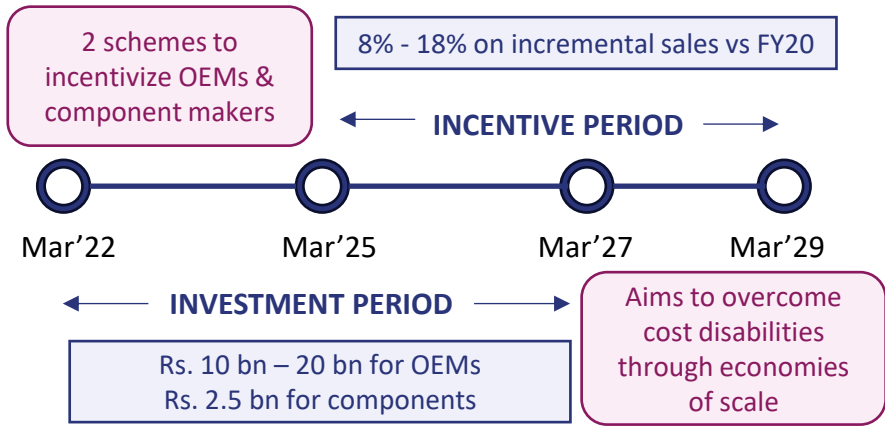 2 schemes to
incentivize OEMs &
component makers
8% - 18% on incremental sales vs FY20
INCENTIVE PERIOD
Mar’22
Mar’25
Mar’27
Mar’29
INVESTMENT PERIOD
Rs. 10 bn – 20 bn for OEMs
Rs. 2.5 bn for components
Aims to overcome
cost disabilities
through economies
of scale